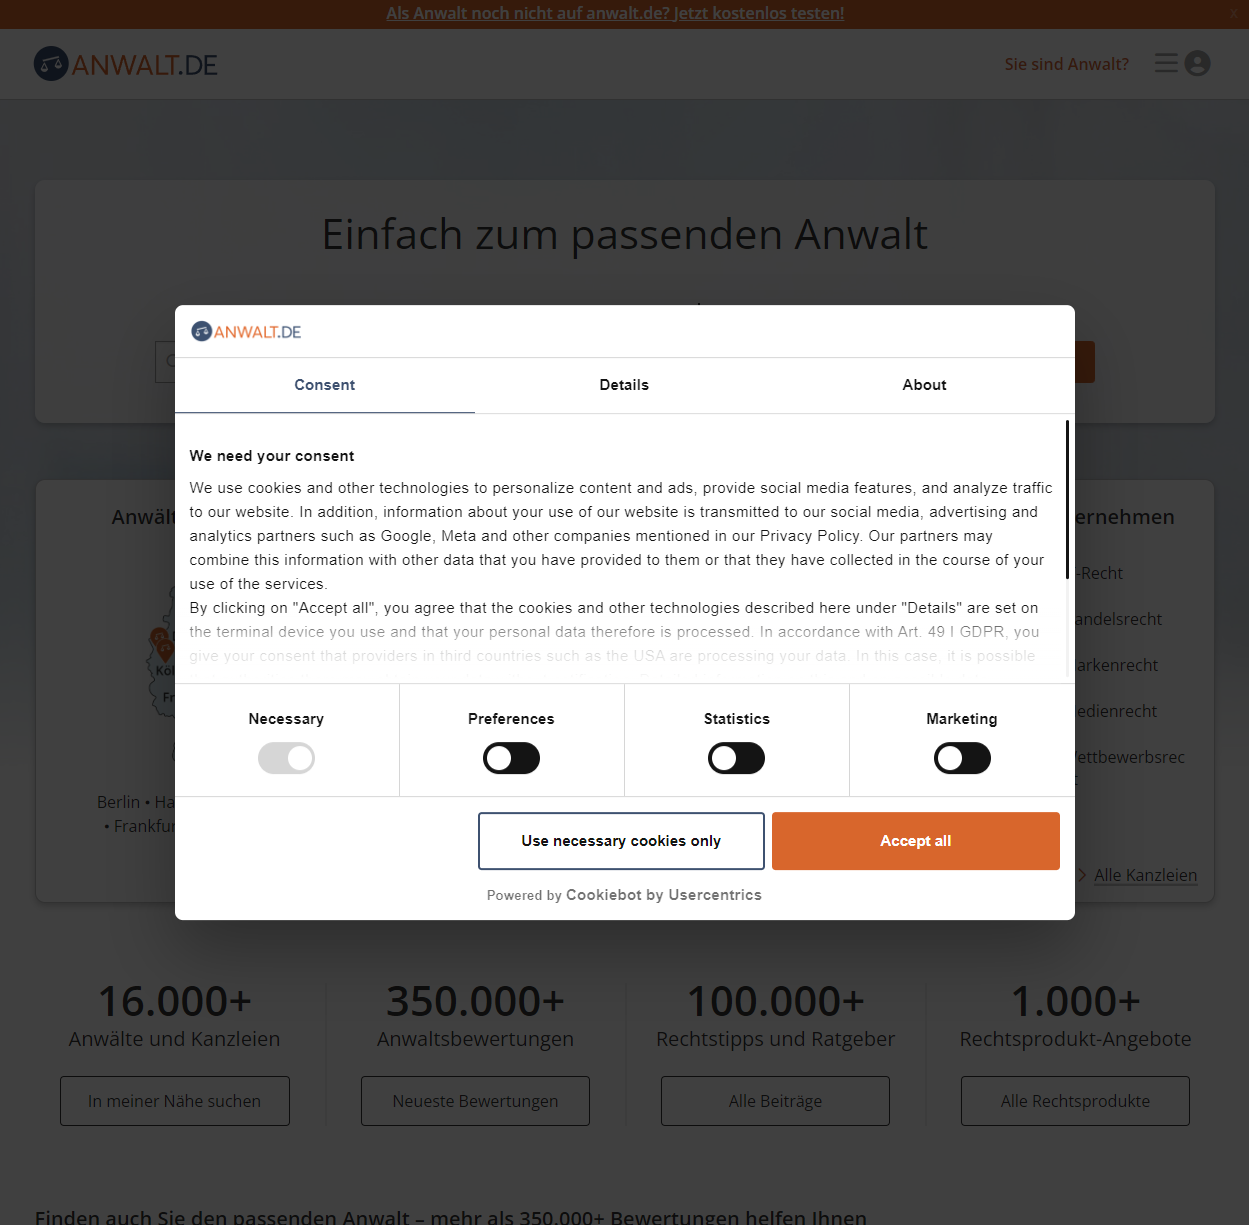 Als Anwalt noch nicht auf anwalt.de? Jetzt kostenlos testen!
x
ANWALT.DE
Sie sind Anwalt?
Einfach zum passenden Anwalt
ANWALT.DE
Consent
Details
About
We need your consent
We use cookies and other technologies to personalize content and ads, provide social media features, and analyze traffic
to our website. In addition, information about your use of our website is transmitted to our social media, advertising and
analytics partners such as Google, Meta and other companies mentioned in our Privacy Policy. Our partners may
combine this information with other data that you have provided to them or that they have collected in the course of your
use of the services.
By clicking on "Accept all", you agree that the cookies and other technologies described here under "Details" are set on
the terminal device you use and that your personal data therefore is processed. In accordance with Art. 49 I GDPR, you
give your consent that providers in third countries such as the USA are processing your data. In this case, it is possible
Necessary
Preferences
Statistics
Marketing
Use necessary cookies only
Accept all
Powered by Cookiebot by Usercentrics
Anwält
Köl
Fr
Berlin • Ha
• Frankfu
ernehmen
-Recht
andelsrecht
arkenrecht
edienrecht
ettbewerbsrec
t
Alle Kanzleien
16.000+
Anwälte und Kanzleien
In meiner Nähe suchen
350.000+
Anwaltsbewertungen
Neueste Bewertungen
100.000+
Rechtstipps und Ratgeber
Alle Beiträge
1.000+
Rechtsprodukt-Angebote
Alle Rechtsprodukte
Finden auch Sie den passenden Anwalt – mehr als 350.000+ Bewertungen helfen Ihnen